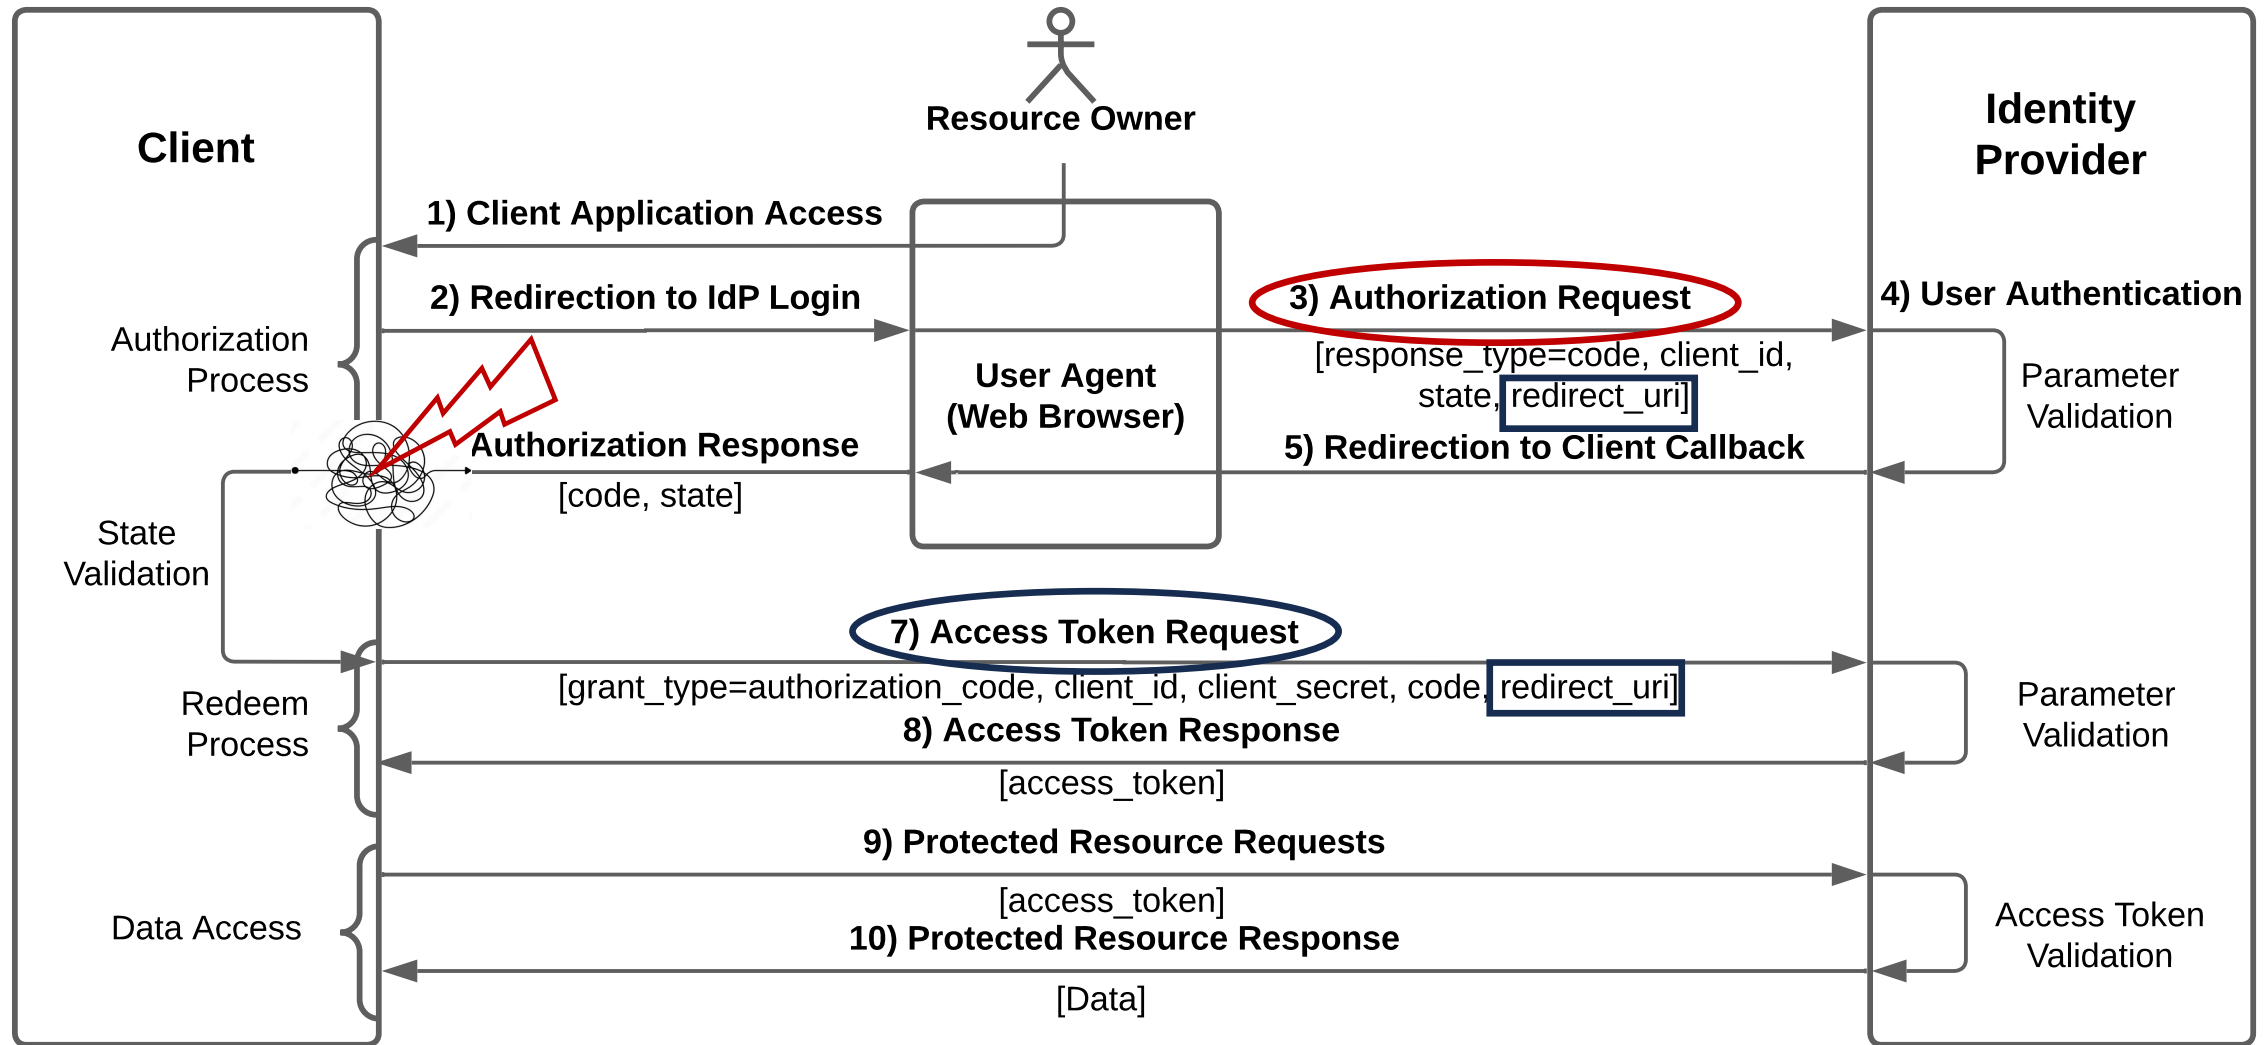 Client
Resource Owner
Identity
Provider
1) Client Application Access
2) Redirection to IdP Login
3) Authorization Request
4) User Authentication
Authorization
Process
[response_type=code, client_id,
state, redirect_uri]
User Agent
(Web Browser)
Parameter
Validation
Authorization Response
5) Redirection to Client Callback
[code, state]
State
Validation
7) Access Token Request
[grant_type=authorization_code, client_id, client_secret, code, redirect_uri]
Redeem
Process
Parameter
Validation
8) Access Token Response
[access_token]
9) Protected Resource Requests
[access_token]
Data Access
Access Token
Validation
10) Protected Resource Response
[Data]